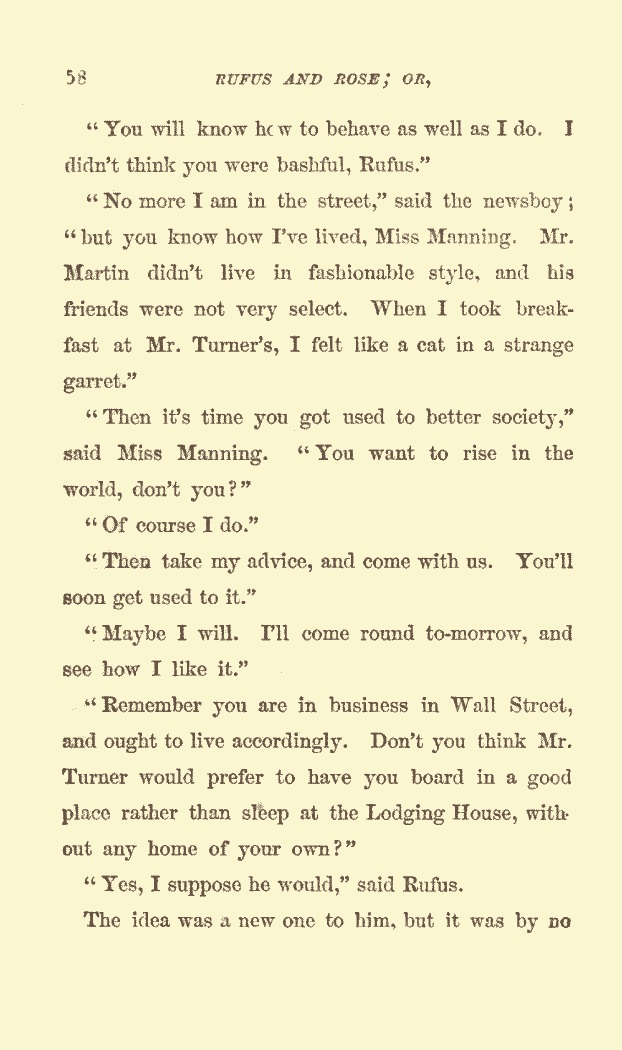 58 RUFUS AND ROSE; OR,
“You will know how to behave as well as I do. I
didn’t think you were bashful, Rufus.”
“No more I am in the street,” said the newsboy;
“but you know how I’ve lived, Miss Manning. Mr.
Martin didn’t live in fashionable style, and his
friends were not very select. When I took break-
fast at Mr. Turner’s, I felt like a cat in a strange
garret.”
“Then it’s time you got used to better society,”
said Miss Manning. “You want to rise in the
world, don’t you?”
“Of course I do.”
“Then take my advice, and come with us. You’ll
soon get used to it.”
“Maybe I will. I’ll come round to-morrow, and
see how I like it.”
“Remember you are in business in Wall Street,
and ought to live accordingly. Don’t you think Mr.
Turner would prefer to have you board in a good
place rather than sleep at the Lodging House, with-
out any home of your own?”
“Yes, I suppose he would,” said Rufus.
The idea was a new one to him, but it was by no